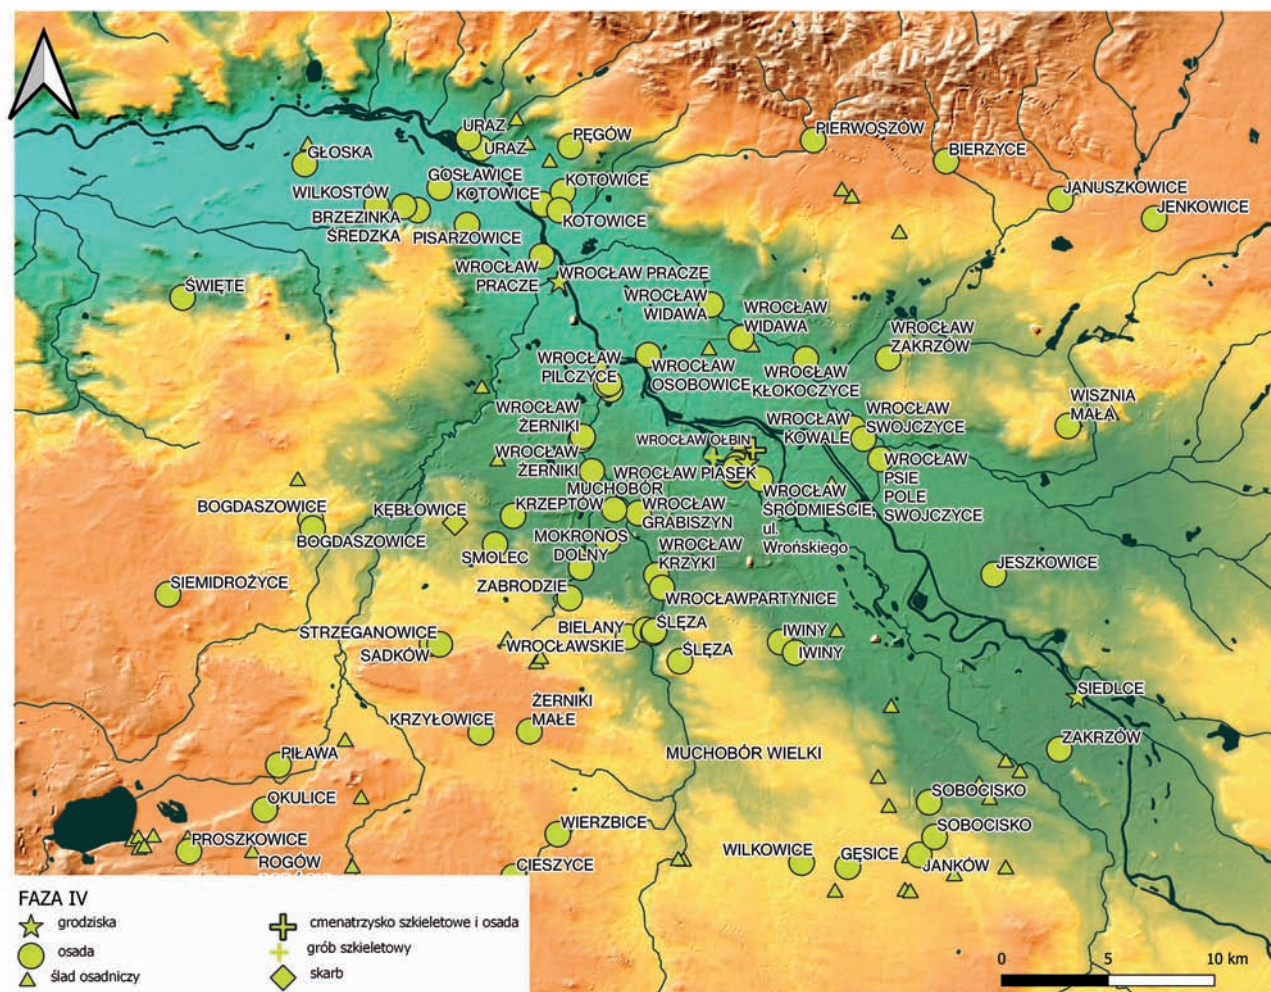 URAZ
URAZ
PĘGÓW
PIERWOSZÓW
BIERZYCE
GŁOSKA
GOSŁAWICE
KOTOWICE
KOTOWICE
JANUSZKOWICE
WILKOSTÓW
JENKOWICE
BRZEZINKA
ŚREDZKA
KOTOWICE
PISARZOWICE
WROCŁAW
PRACZE
WROCŁAW PRACZE
ŚWIĘTE
WROCŁAW
WIDAWA
WROCŁAW
WIDAWA
WROCŁAW
ZAKRZÓW
WROCŁAW
PILCZYCE
WROCŁAW
OSOBOWICE
WROCŁAW
KŁOKOCZYCE
WISZNIA
MAŁA
WROCŁAW
ŻERNIKI
WROCŁAW
KOWALE
WROCŁAW
SWOJCZYCE
WROCŁAW OŁBIN
WROCŁAW
ŻERNIKI
WROCŁAW PIASEK
WROCŁAW
PSIE
POLE
SWOJCZYCE
MUCHOBÓR
BOGDASZOWICE
KĘBŁOWICE
KRZEPTÓW
WROCŁAW
GRABISZYN
WROCŁAW
ŚRÓDMIEŚCIE,
ul.
Wrońskiego
BOGDASZOWICE
MOKRONOS
DOLNY
WROCŁAW
KRZYKI
SMOLEC
JESZKOWICE
SIEMIDROŻYCE
ZABRODZIE
WROCŁAWPARTYNICE
STRZEGANOWICE
SADKÓW
BIELANY
WROCŁAWSKIE
ŚLĘZA
ŚLĘZA
IWINY
IWINY
SIEDLCE
ŻERNIKI
MAŁE
KRZYŁOWICE
ZAKRZÓW
MUCHOBÓR WIELKI
PIŁAWA
OKULICE
SOBOCISKO
SOBOCISKO
PROSZKOWICE
ROGÓW
WIERZBICE
CIESZYCE
WILKOWICE
GĘSICE
JANKÓW
FAZA IV
grodziska
osada
ślad osadniczy
cmenatrzysko szkieletowe i osada
grób szkieletowy
skarb
0 5 10 km